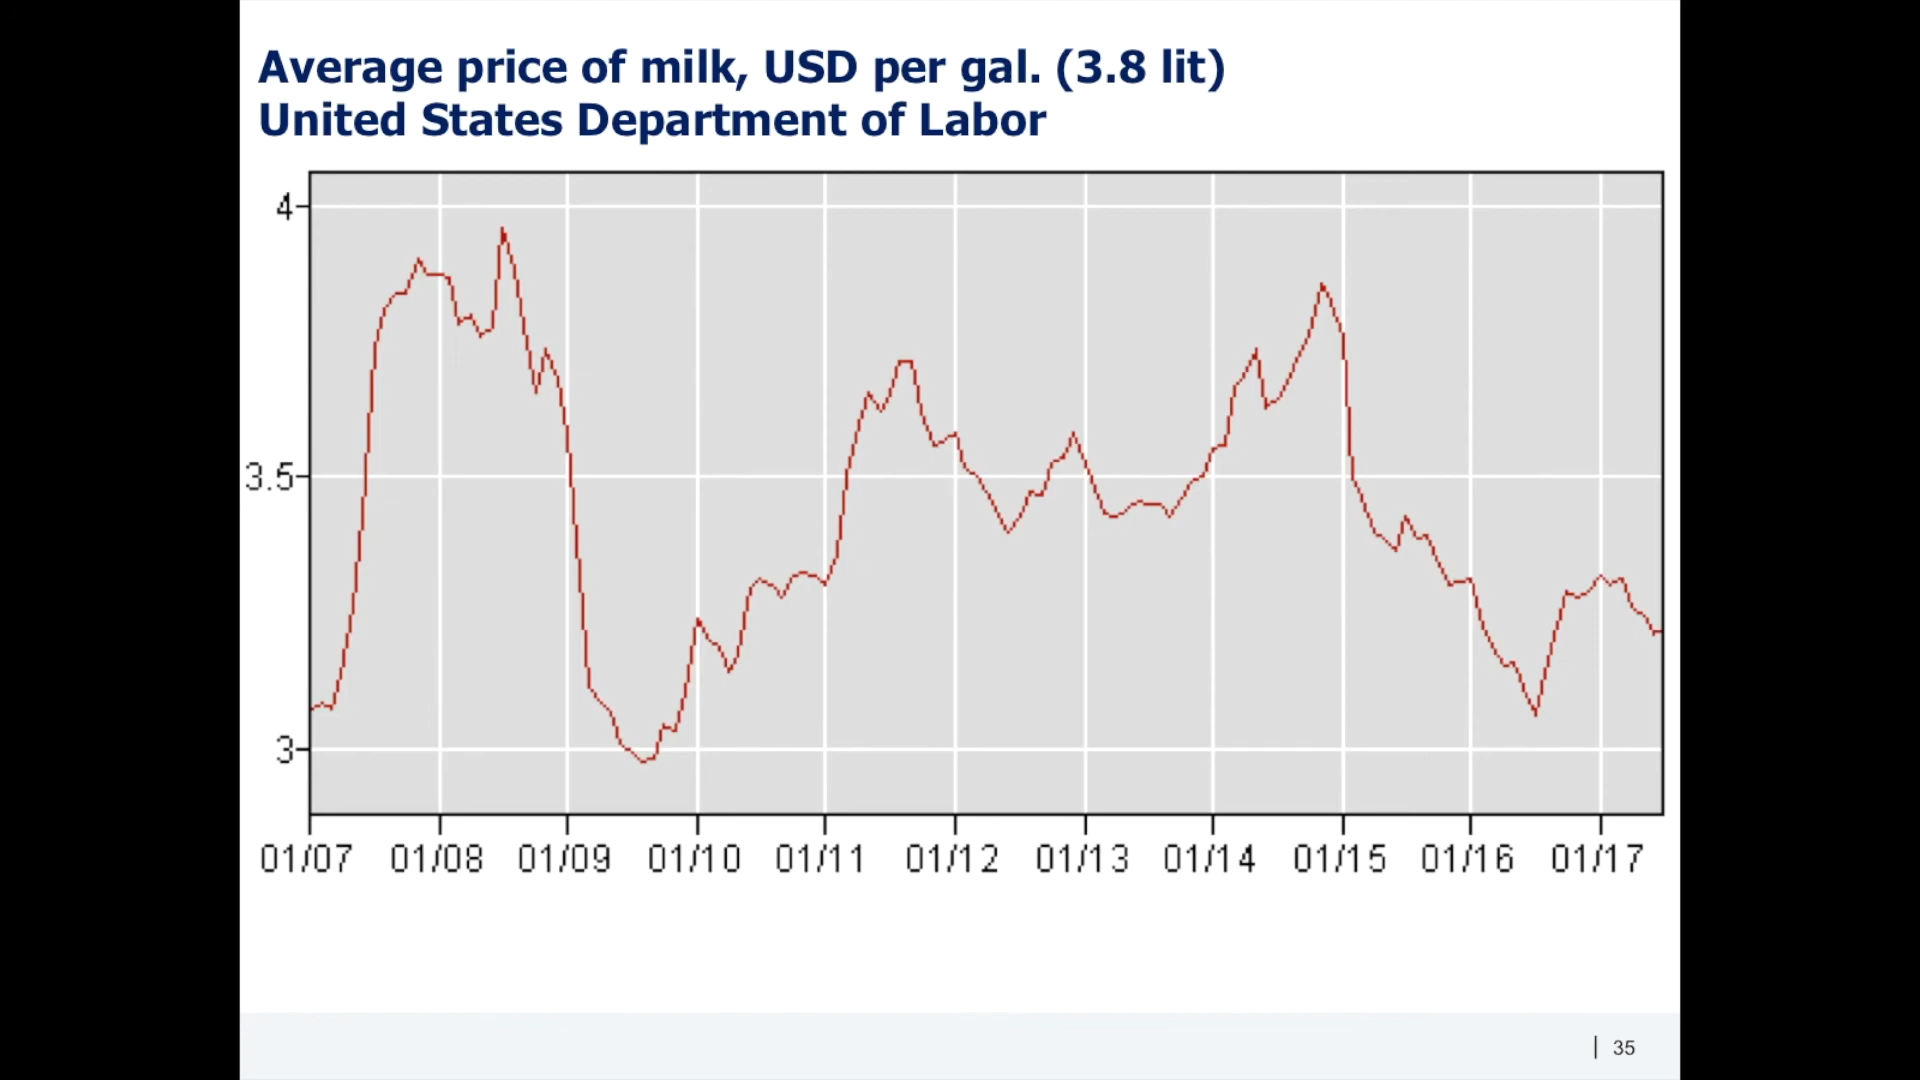 Average price of milk, USD per gal. (3.8 lit)
United States Department of Labor
4
3.5
3
01/07 01/08 01/09 01/10 01/11 01/12 01/13 01/14 01/15 01/16 01/17
35